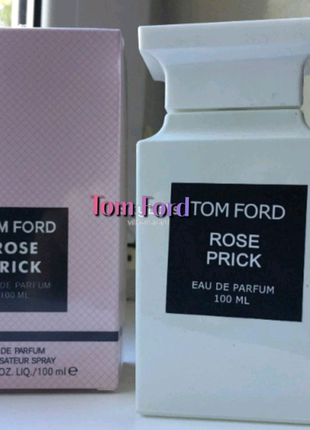 Tom Ford
M FORD
ROSE
PRICK
DE PARFUM
100 ML
DE PARFUM
SATEUR SPRAY
OZ. LIQ./100 ml e
TOM FORD
ROSE
PRICK
EAU DE PARFUM
100 ML